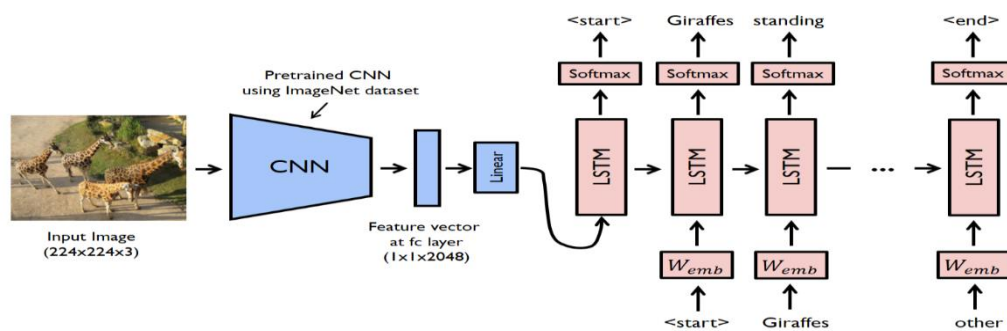 <start> Giraffes standing <end>
Softmax Softmax Softmax Softmax
Pretrained CNN
using ImageNet dataset
CNN
Linear
LSTM LSTM LSTM ... LSTM
Input Image
(224x224x3)
Feature vector
at fc layer
(1x1x2048)
W_emb W_emb W_emb
<start> Giraffes other